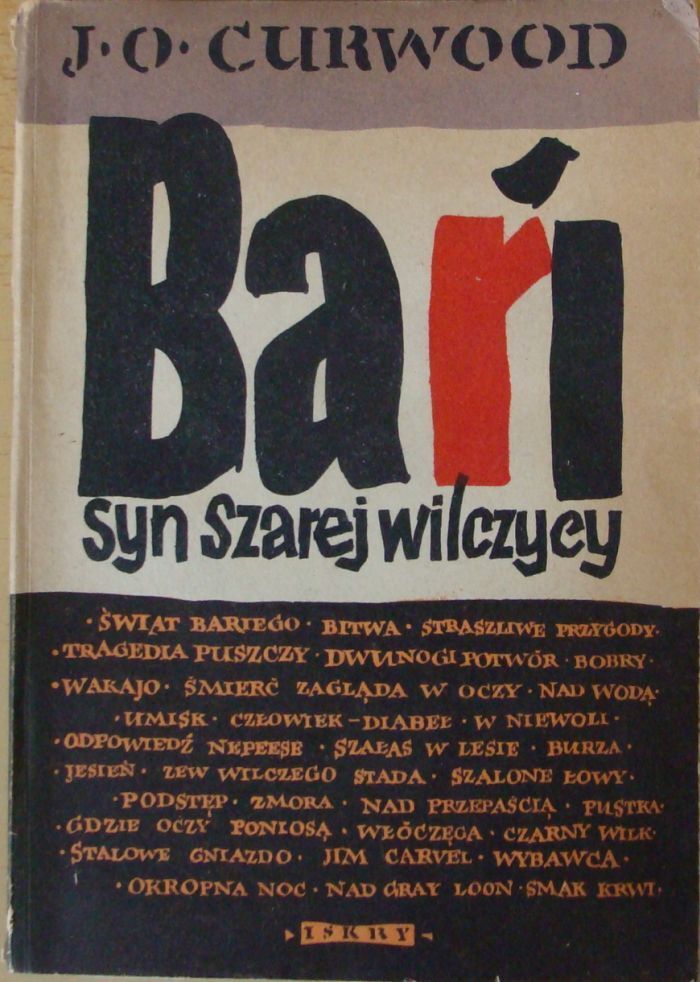 J·O·CURWOOD
Bari
syn Szarej wilczycy
·ŚWIAT BARIEGO· BITWA· STRASZLIWE PRZYGODY·
·TRAGEDIA PUSZCZY· DWUNOGI POTWÓR· BOBRY·
·WAKAJO· ŚMIERĆ ZAGLĄDA W OCZY· NAD WODĄ·
·UMISK· CZŁOWIEK-DIABEŁ· W NIEWOLI·
·ODPOWIEDŹ NEPEESE· SZAŁAS W LESIE· BURZA·
·JESIEŃ· ZEW WILCZEGO STADA· SZALONE ŁOWY·
PODSTĘP· ZMORA· NAD PRZEPAŚCIĄ· PUSTKA·
·GDZIE OCZY PONIOSĄ· WŁÓCZĘGA· CZARNY WILK·
·STALOWE GNIAZDO· JIM CARVEL· WYBAWCA·
·OKROPNA NOC· NAD GRAY LOON· SMAK KRWI·
ISKRY